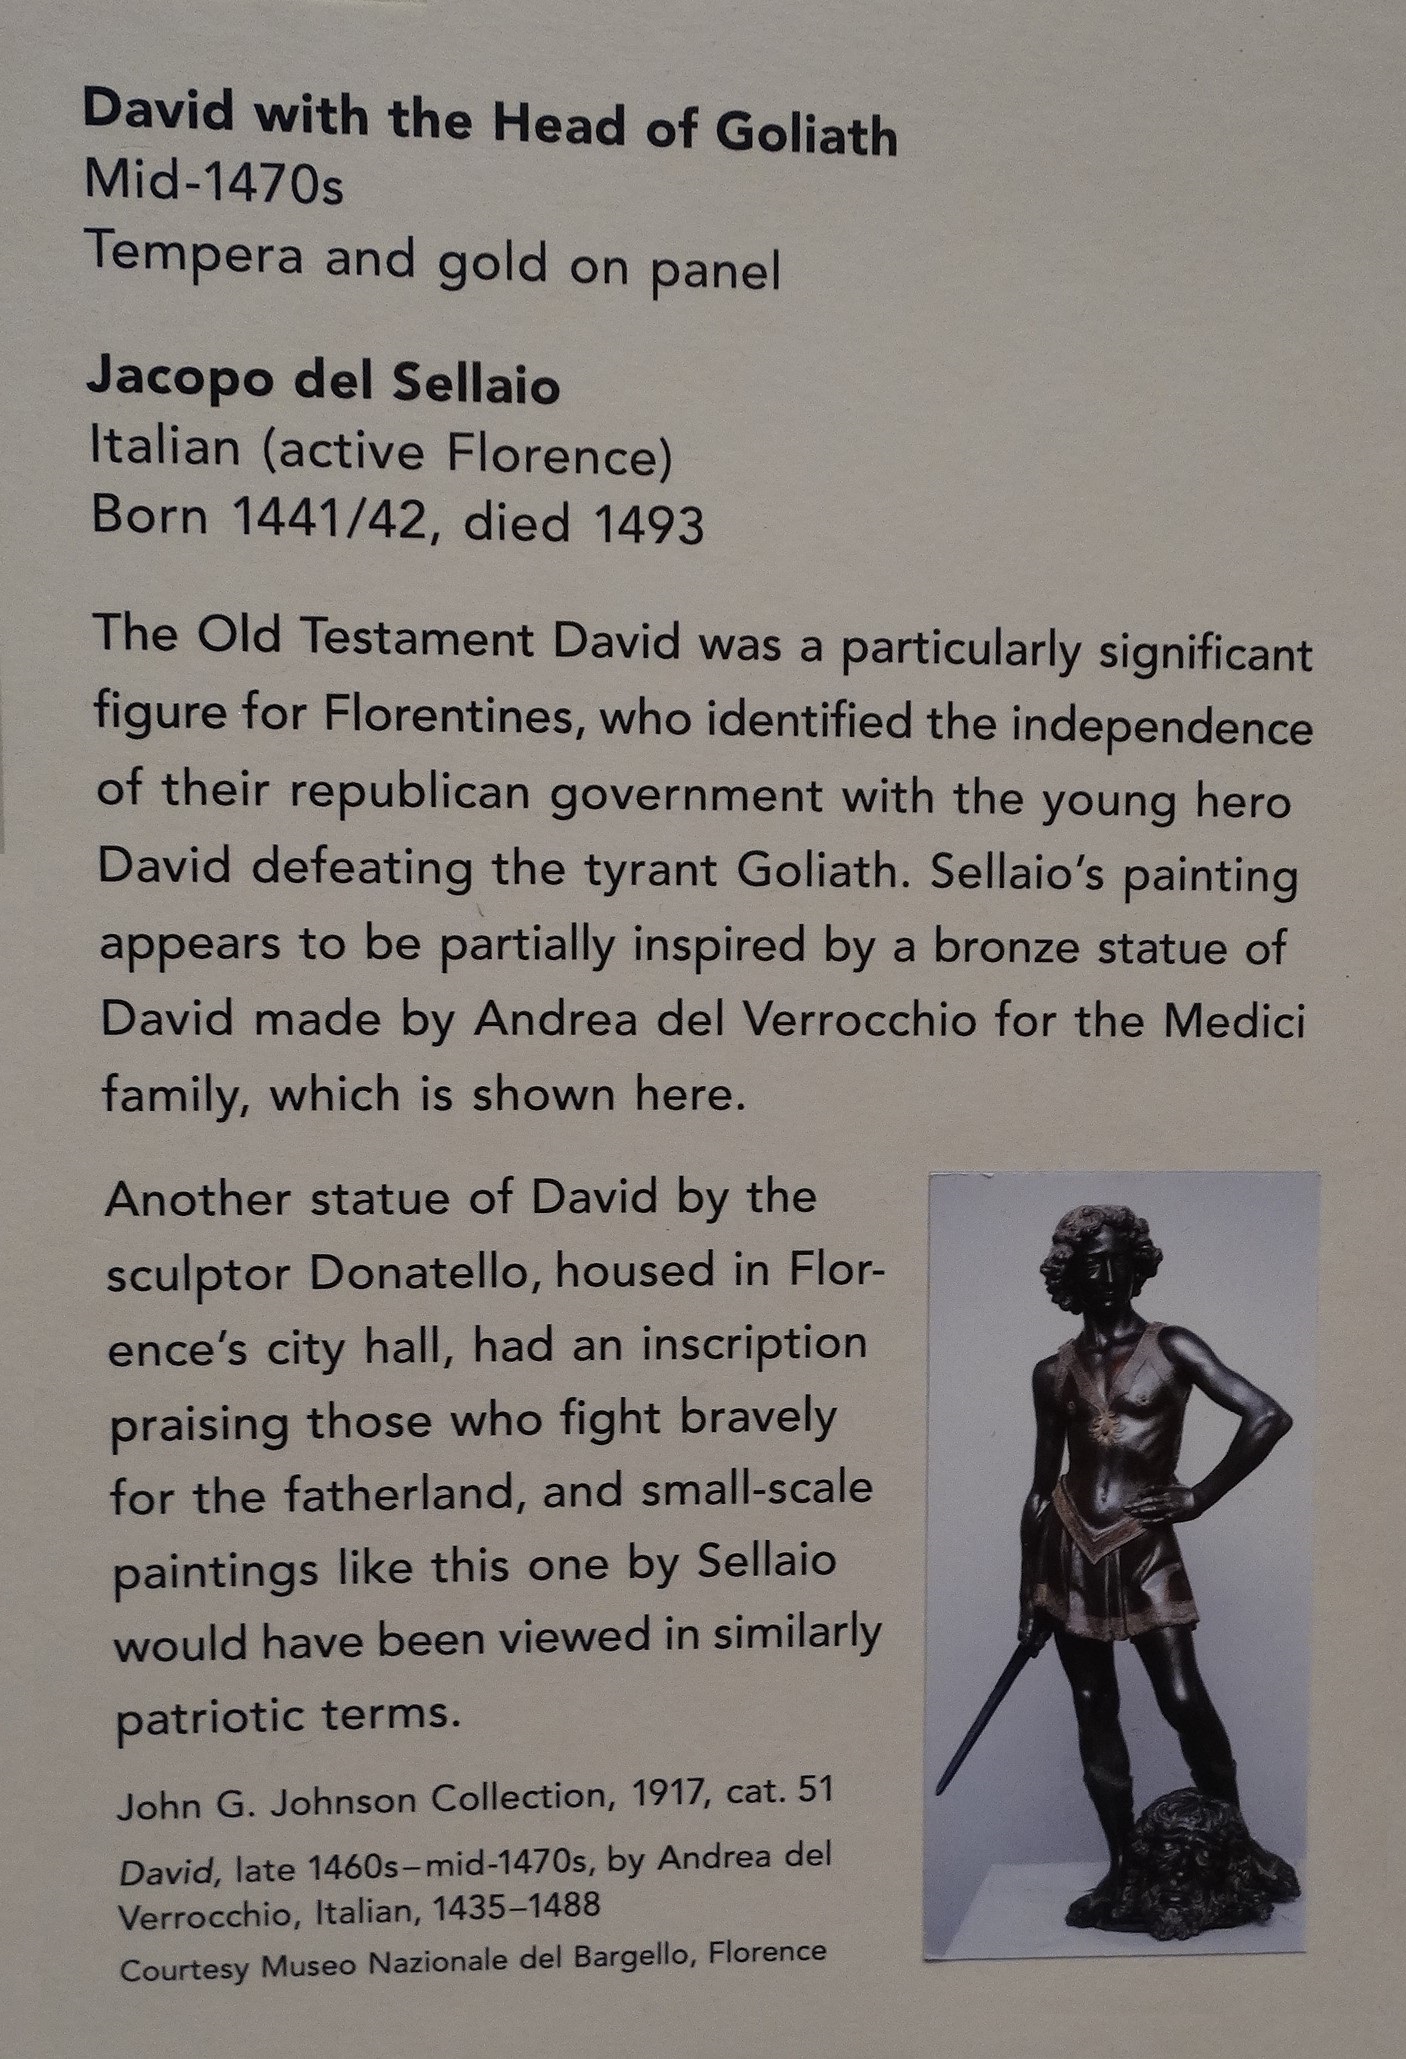 David with the Head of Goliath
Mid-1470s
Tempera and gold on panel
Jacopo del Sellaio
Italian (active Florence)
Born 1441/42, died 1493
The Old Testament David was a particularly significant
figure for Florentines, who identified the independence
of their republican government with the young hero
David defeating the tyrant Goliath. Sellaio's painting
appears to be partially inspired by a bronze statue of
David made by Andrea del Verrocchio for the Medici
family, which is shown here.
Another statue of David by the
sculptor Donatello, housed in Flor-
ence's city hall, had an inscription
praising those who fight bravely
for the fatherland, and small-scale
paintings like this one by Sellaio
would have been viewed in similarly
patriotic terms.
John G. Johnson Collection, 1917, cat. 51
David, late 1460s–mid-1470s, by Andrea del
Verrocchio, Italian, 1435–1488
Courtesy Museo Nazionale del Bargello, Florence